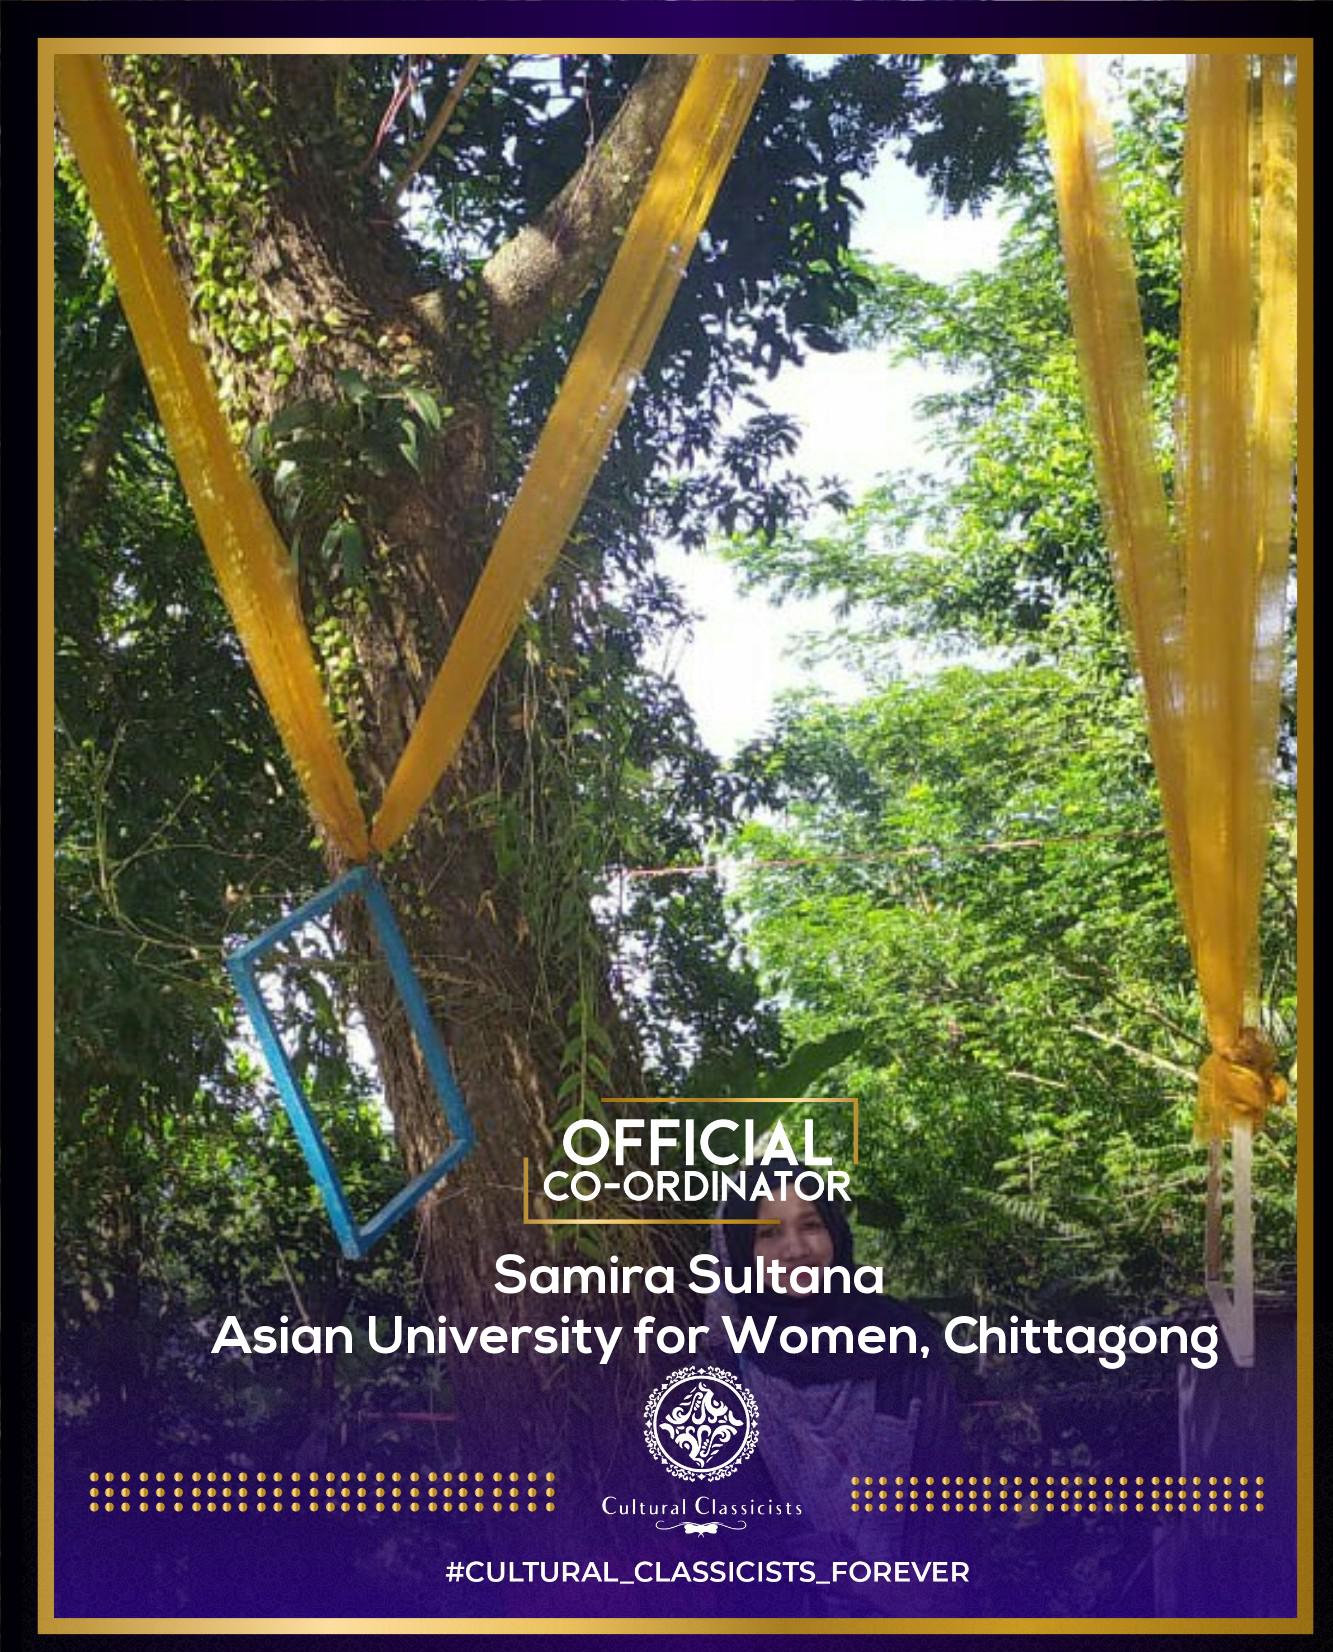 OFFICIAL
CO-ORDINATOR
Samira Sultana
Asian University for Women, Chittagong
Cultural Classicists
#CULTURAL_CLASSICISTS_FOREVER